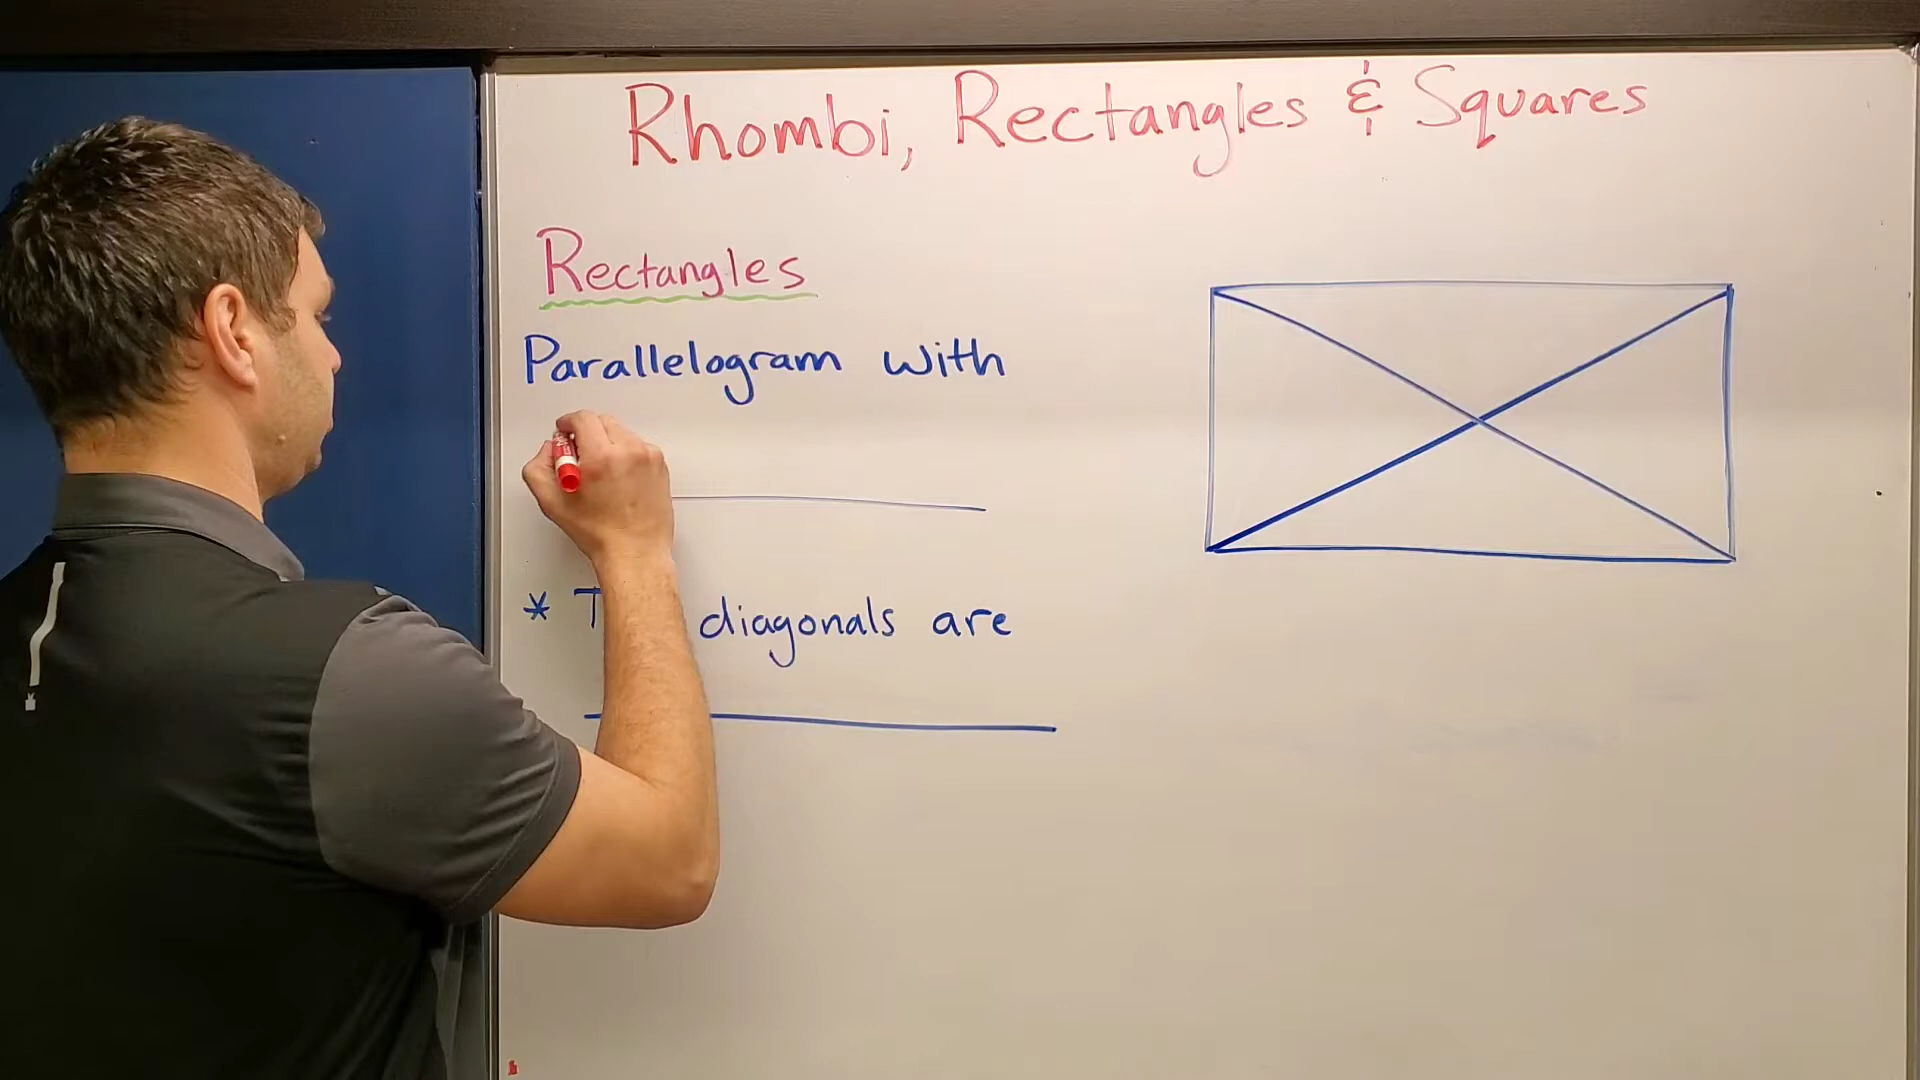 Rhombi, Rectangles & Squares
Rectangles
Parallelogram with
* diagonals are